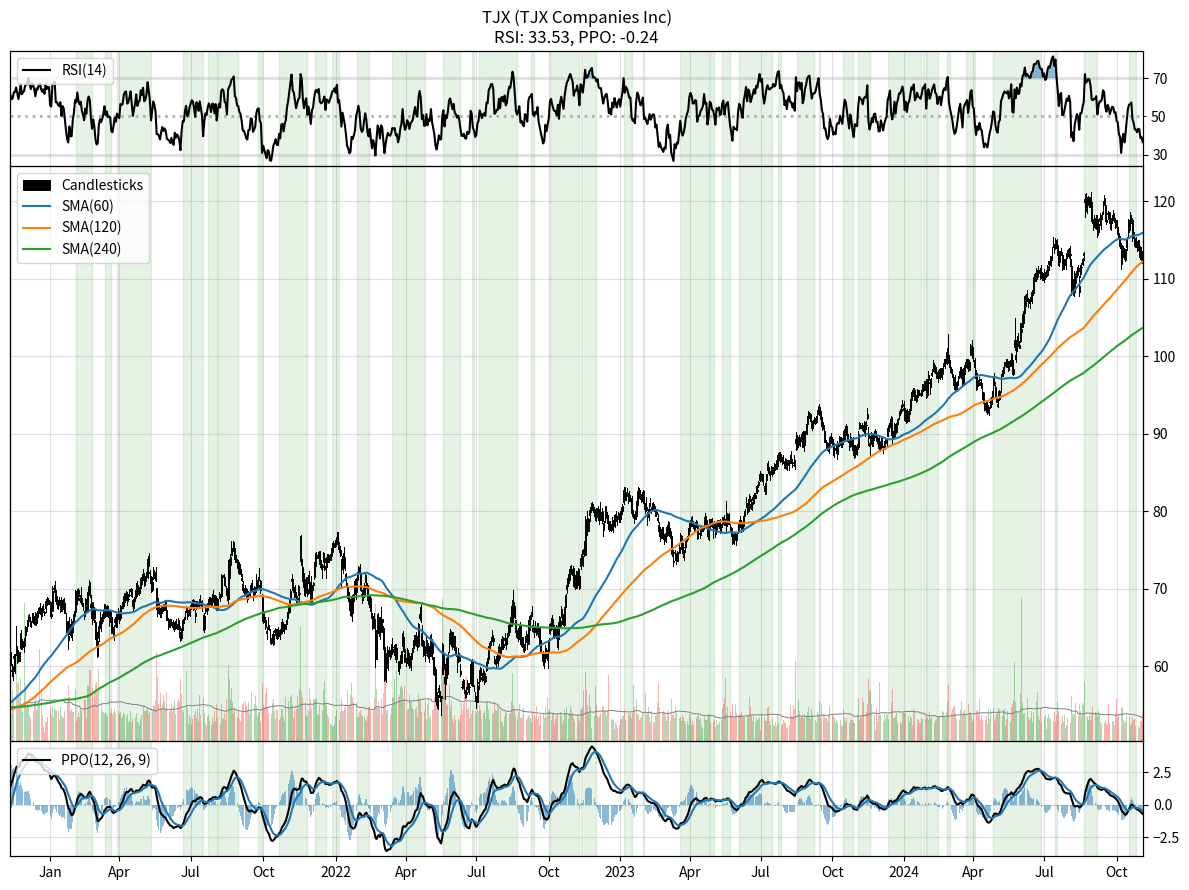 TJX (TJX Companies Inc)
RSI: 33.53, PPO: -0.24
RSI(14)
70
50
30
Candlesticks
SMA(60)
SMA(120)
SMA(240)
120
110
100
90
80
70
60
PPO(12, 26, 9)
2.5
0.0
−2.5
Jan Apr Jul Oct 2022 Apr Jul Oct 2023 Apr Jul Oct 2024 Apr Jul Oct